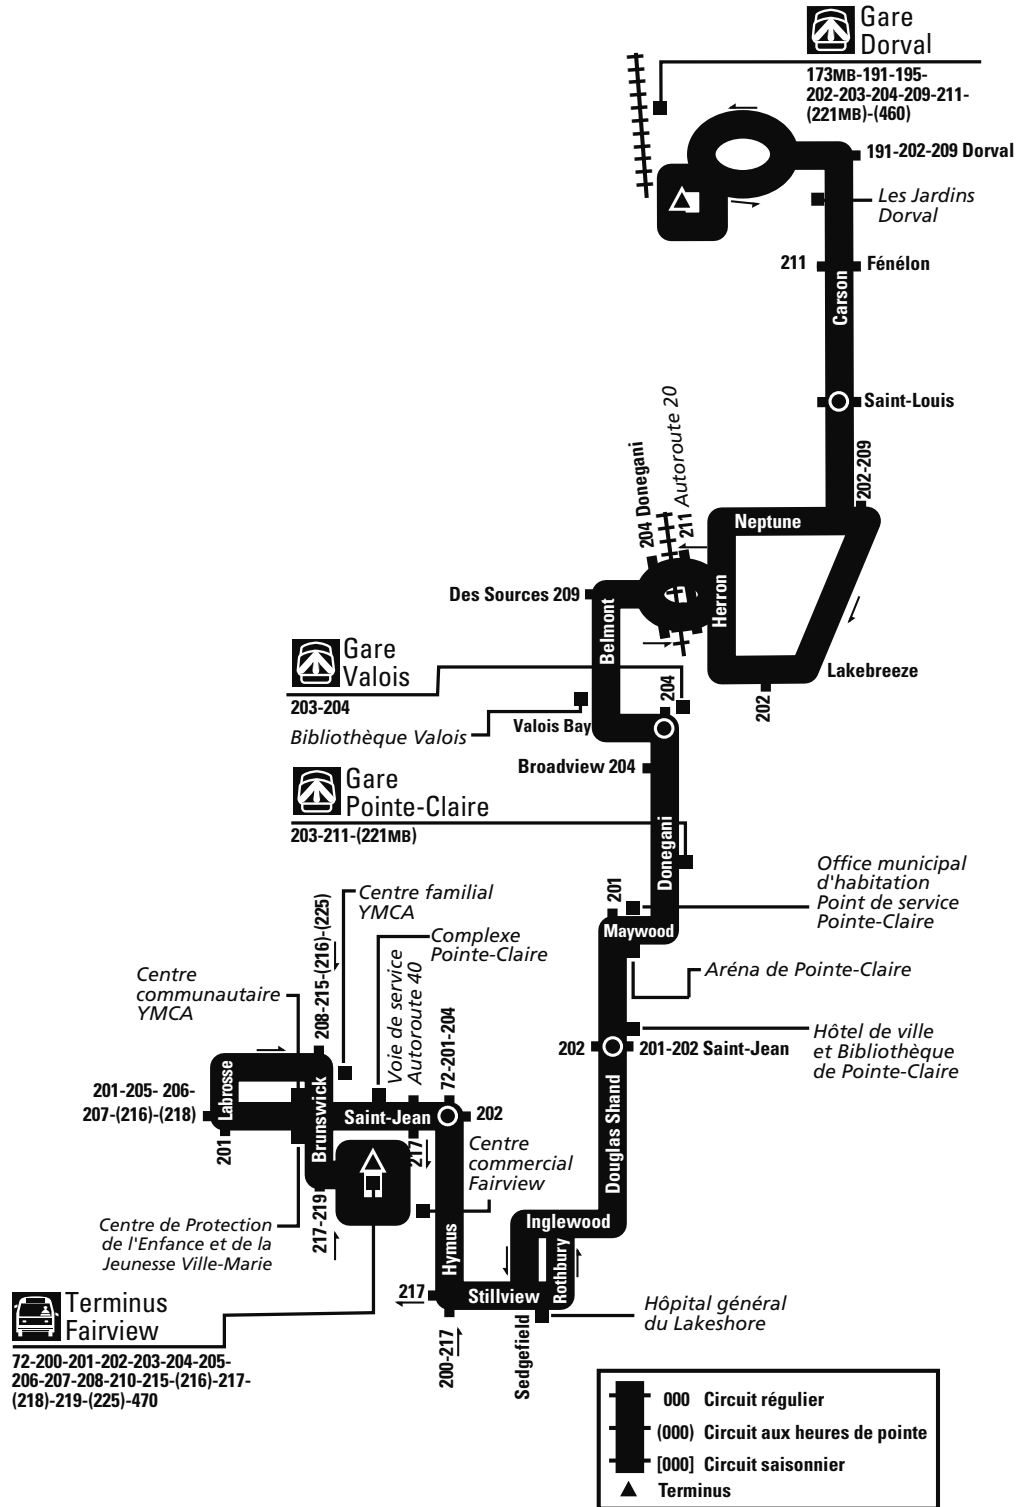 Gare
Dorval
173MB-191-195-
202-203-204-209-211-
(221MB)-(460)
191-202-209 Dorval
Les Jardins
Dorval
211
Fénélon
Carson
Saint-Louis
202-209
Autoroute 20
211
204 Donegani
Neptune
Herron
Des Sources 209
Belmont
Lakebreeze
202
Gare
Valois
203-204
204
Bibliothèque Valois
Valois Bay
Broadview 204
Gare
Pointe-Claire
203-211-(221MB)
Donegani
Office municipal
d'habitation
Point de service
Pointe-Claire
201
Maywood
Centre familial
YMCA
Complexe
Pointe-Claire
Aréna de Pointe-Claire
208-215-(216)-(225)
Voie de service
Autoroute 40
Centre
communautaire
YMCA
72-201-204
Hôtel de ville
et Bibliothèque
de Pointe-Claire
202
201-202 Saint-Jean
201-205- 206-
207-(216)-(218)
Labrosse
Brunswick
Saint-Jean
202
201
217
Centre
commercial
Fairview
Douglas Shand
217-219
Centre de Protection
de l'Enfance et de la
Jeunesse Ville-Marie
Hymus
Inglewood
Rothbury
217
Stillview
Hôpital général
du Lakeshore
200-217
Sedgefield
Terminus
Fairview
72-200-201-202-203-204-205-
206-207-208-210-215-(216)-217-
(218)-219-(225)-470
000 Circuit régulier
(000) Circuit aux heures de pointe
[000] Circuit saisonnier
Terminus